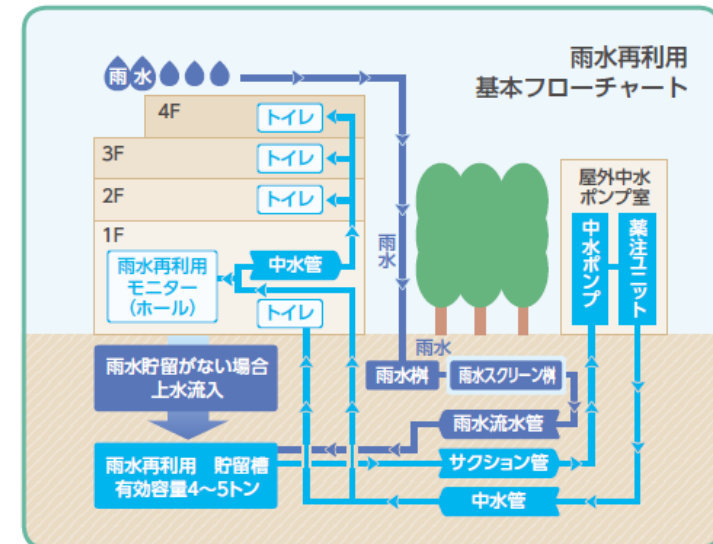 雨水再利用
基本フローチャート
雨水
4F
トイレ
3F
トイレ
2F
トイレ
1F
中水管
雨水再利用
モニター
(ホール)
トイレ
雨水
屋外中水
ポンプ室
中水ポンプ
薬注ユニット
雨水
雨水桝
雨水スクリーン桝
雨水貯留がない場合
上水流入
雨水流水管
雨水再利用 貯留槽
有効容量4〜5トン
サクション管
中水管